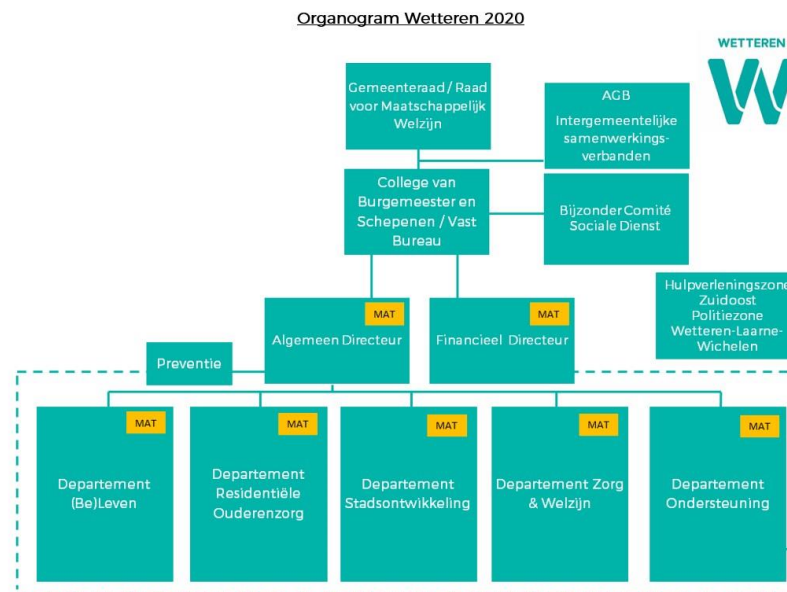 Organogram Wetteren 2020
WETTEREN
Gemeenteraad / Raad
voor Maatschappelijk
Welzijn
AGB
Intergemeentelijke
samenwerkings-
verbanden
College van
Burgemeester en
Schepenen / Vast
Bureau
Bijzonder Comité
Sociale Dienst
Hulpverleningszone
Zuidoost
Politiezone
Wetteren-Laarne-
Wichelen
MAT
Algemeen Directeur
MAT
Financieel Directeur
Preventie
MAT
Departement
(Be)Leven
MAT
Departement
Residentiële
Ouderenzorg
MAT
Departement
Stadsontwikkeling
MAT
Departement Zorg
& Welzijn
MAT
Departement
Ondersteuning